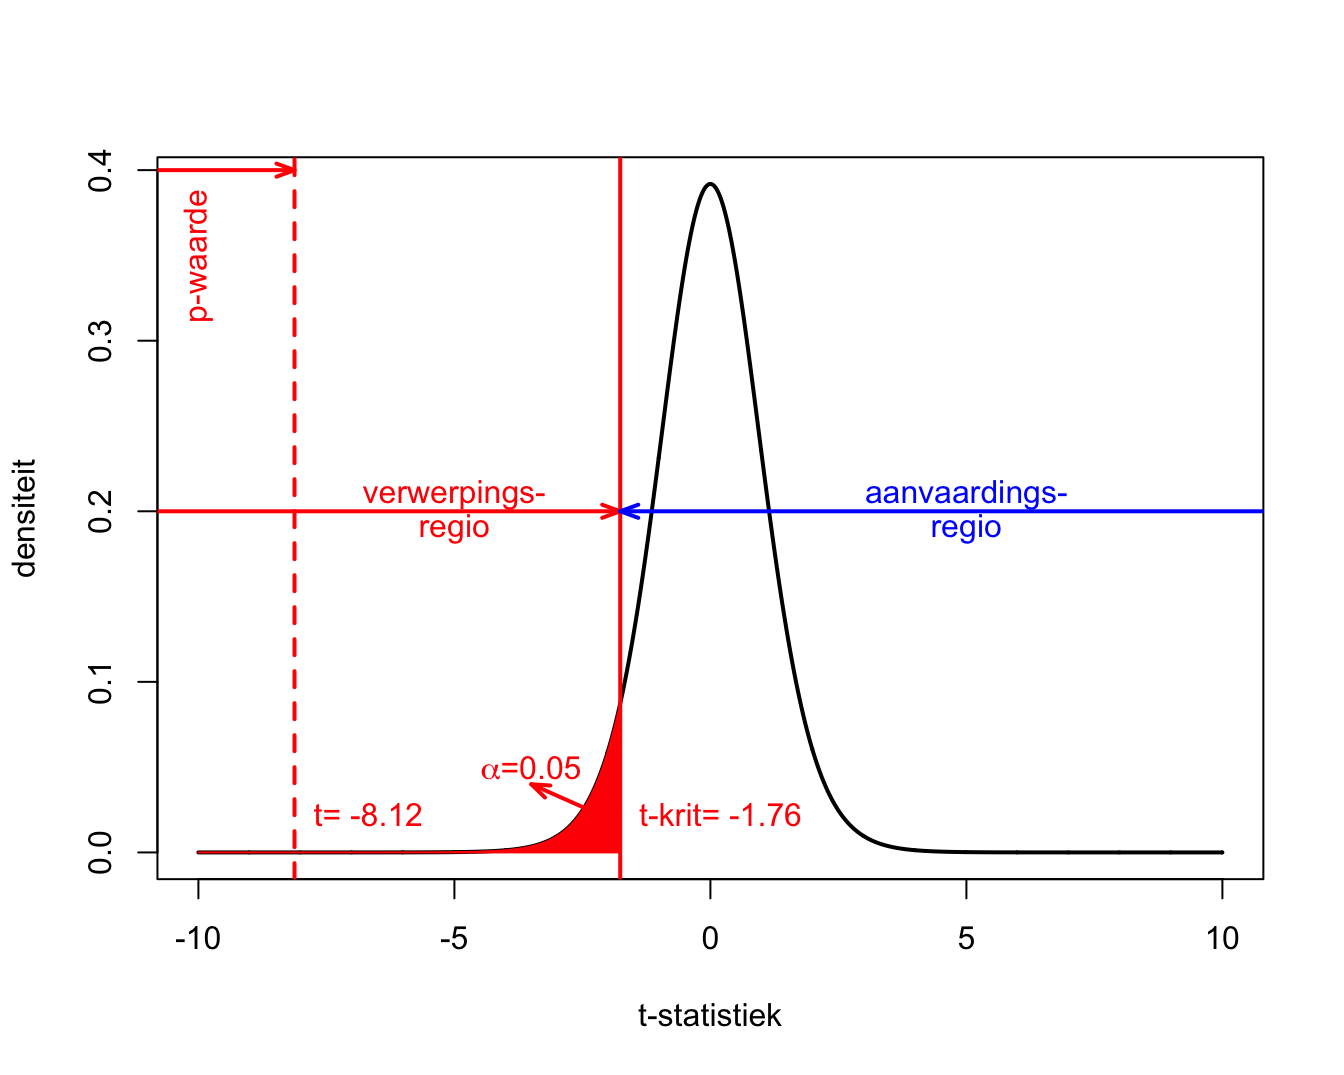 0.4
0.3
0.2
0.1
0.0
densiteit
p-waarde
verwerpings-
regio
aanvaardings-
regio
α=0.05
t= -8.12
t-krit= -1.76
-10
-5
0
5
10
t-statistiek